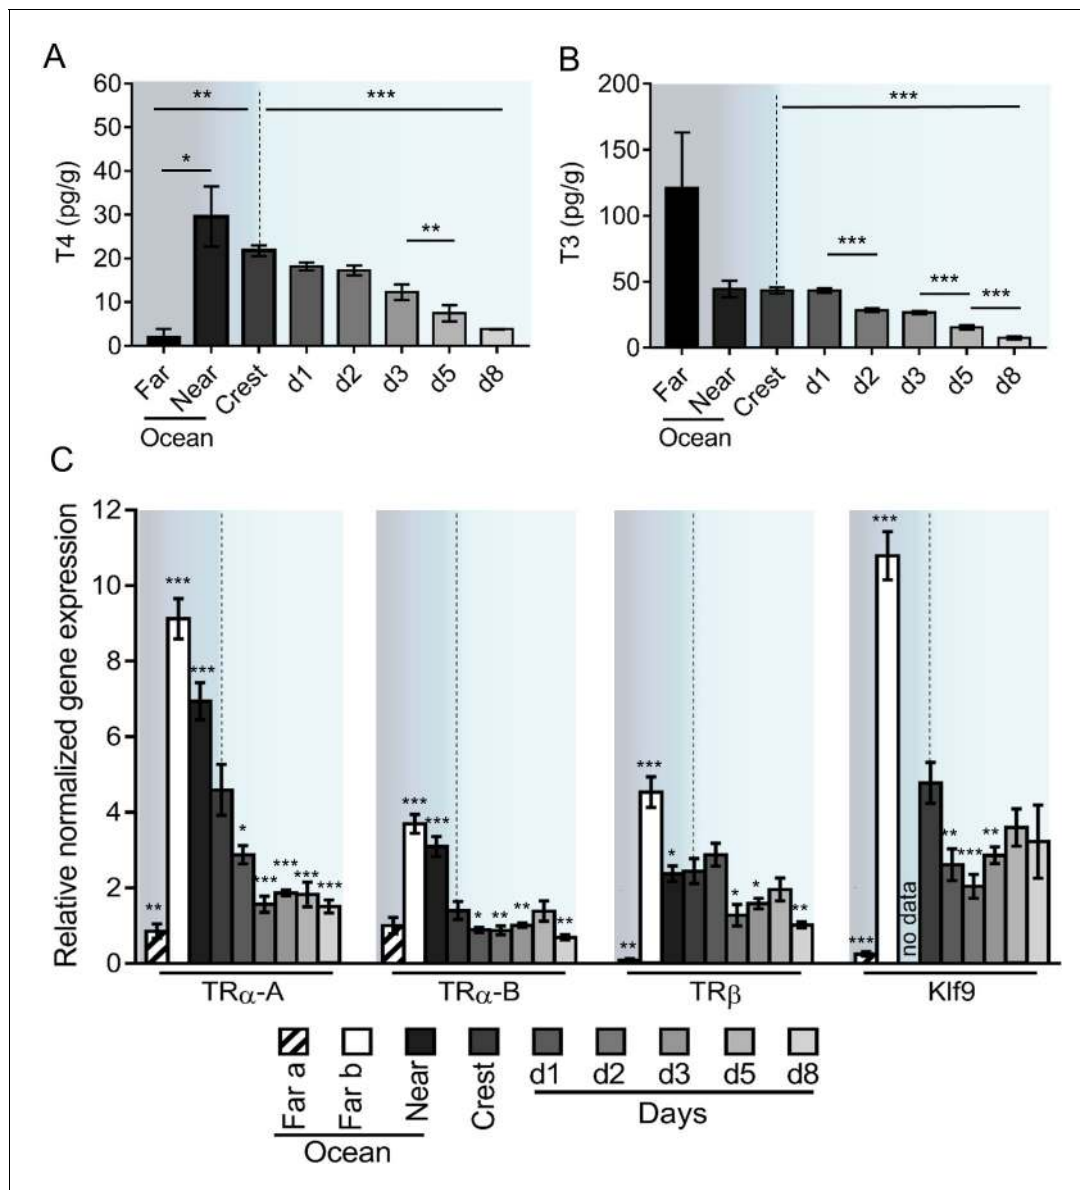 A
T4 (pg/g)
60
50
40
30
20
10
0
**
***
*
**
Far
Near
Crest
d1
d2
d3
d5
d8
Ocean
B
T3 (pg/g)
200
150
100
50
0
***
***
***
***
Far
Near
Crest
d1
d2
d3
d5
d8
Ocean
C
Relative normalized gene expression
12
10
8
6
4
2
0
**
***
***
*
***
***
***
***
TRα-A
***
***
*
**
**
**
TRα-B
**
***
*
*
*
**
TRβ
***
***
no data
**
***
**
Klf9
Far a
Far b
Near
Crest
d1
d2
d3
d5
d8
Ocean
Days